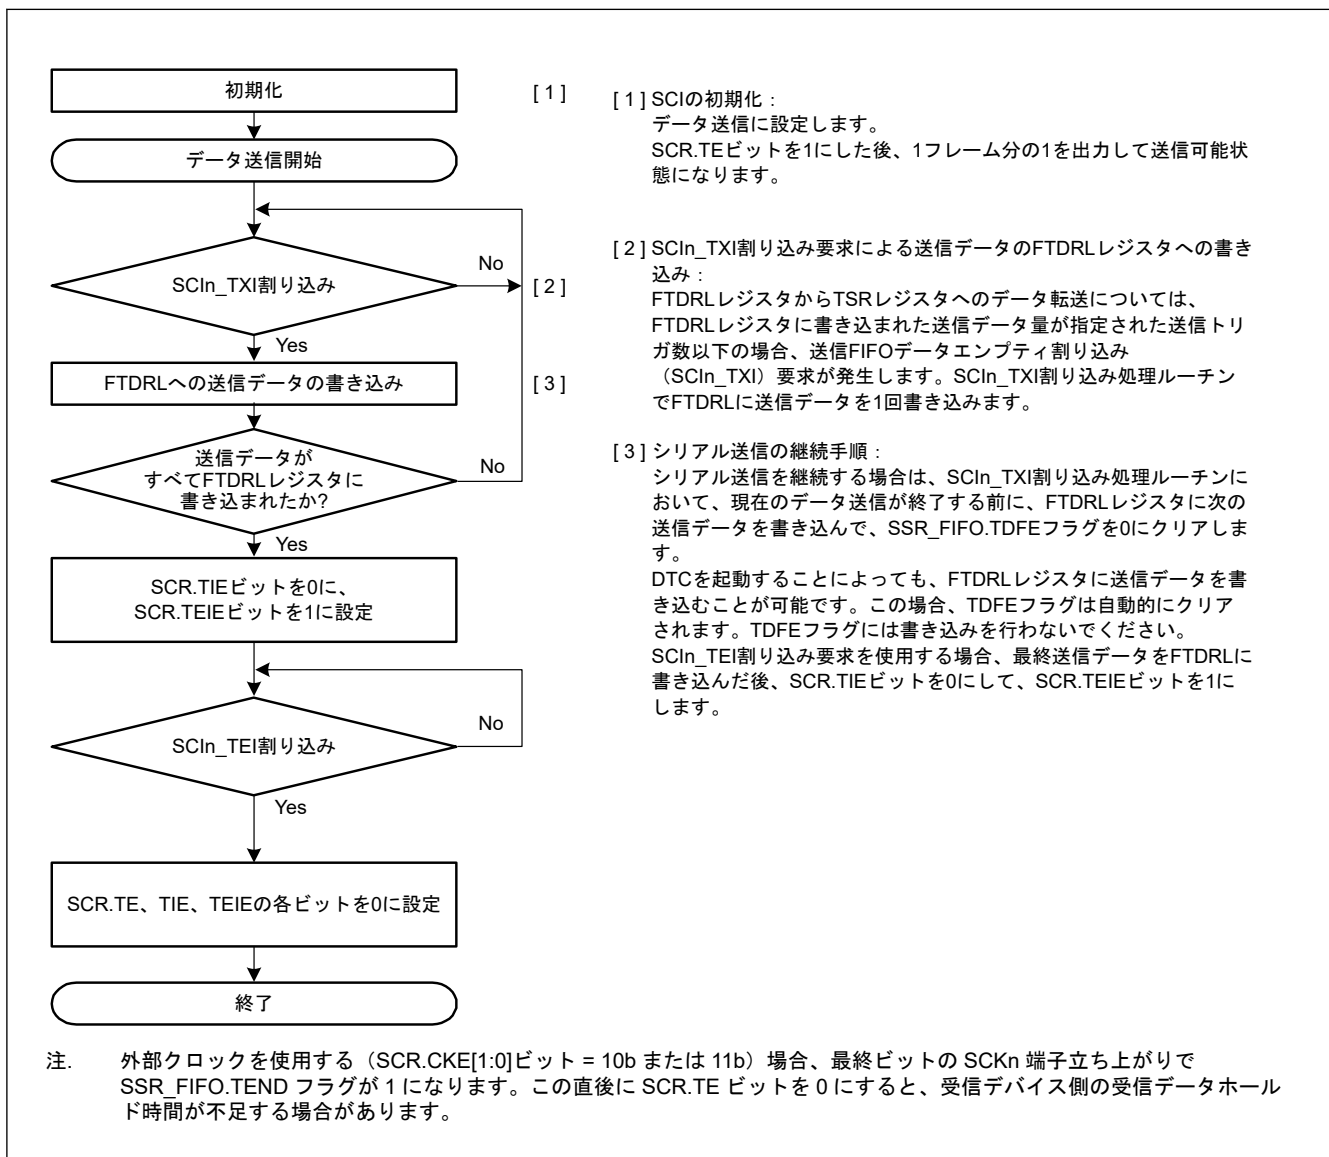 初期化
[ 1 ]
データ送信開始
SCIn_TXI割り込み
No
[ 2 ]
Yes
FTDRLへの送信データの書き込み
[ 3 ]
送信データが
すべてFTDRLレジスタに
書き込まれたか?
No
Yes
SCR.TIEビットを0に、
SCR.TEIEビットを1に設定
SCIn_TEI割り込み
No
Yes
SCR.TE、TIE、TEIEの各ビットを0に設定
終了
[ 1 ] SCIの初期化：
データ送信に設定します。
SCR.TEビットを1にした後、1フレーム分の1を出力して送信可能状
態になります。
[ 2 ] SCIn_TXI割り込み要求による送信データのFTDRLレジスタへの書き
込み：
FTDRLレジスタからTSRレジスタへのデータ転送については、
FTDRLレジスタに書き込まれた送信データ量が指定された送信トリ
ガ数以下の場合、送信FIFOデータエンプティ割り込み
（SCIn_TXI）要求が発生します。SCIn_TXI割り込み処理ルーチン
でFTDRLに送信データを1回書き込みます。
[ 3 ] シリアル送信の継続手順：
シリアル送信を継続する場合は、SCIn_TXI割り込み処理ルーチンに
おいて、現在のデータ送信が終了する前に、FTDRLレジスタに次の
送信データを書き込んで、SSR_FIFO.TDFEフラグを0にクリアしま
す。
DTCを起動することによっても、FTDRLレジスタに送信データを書
き込むことが可能です。この場合、TDFEフラグは自動的にクリア
されます。TDFEフラグには書き込みを行わないでください。
SCIn_TEI割り込み要求を使用する場合、最終送信データをFTDRLに
書き込んだ後、SCR.TIEビットを0にして、SCR.TEIEビットを1に
します。
注. 外部クロックを使用する（SCR.CKE[1:0]ビット = 10b または 11b）場合、最終ビットの SCKn 端子立ち上がりで
SSR_FIFO.TEND フラグが 1 になります。この直後に SCR.TE ビットを 0 にすると、受信デバイス側の受信データホール
ド時間が不足する場合があります。